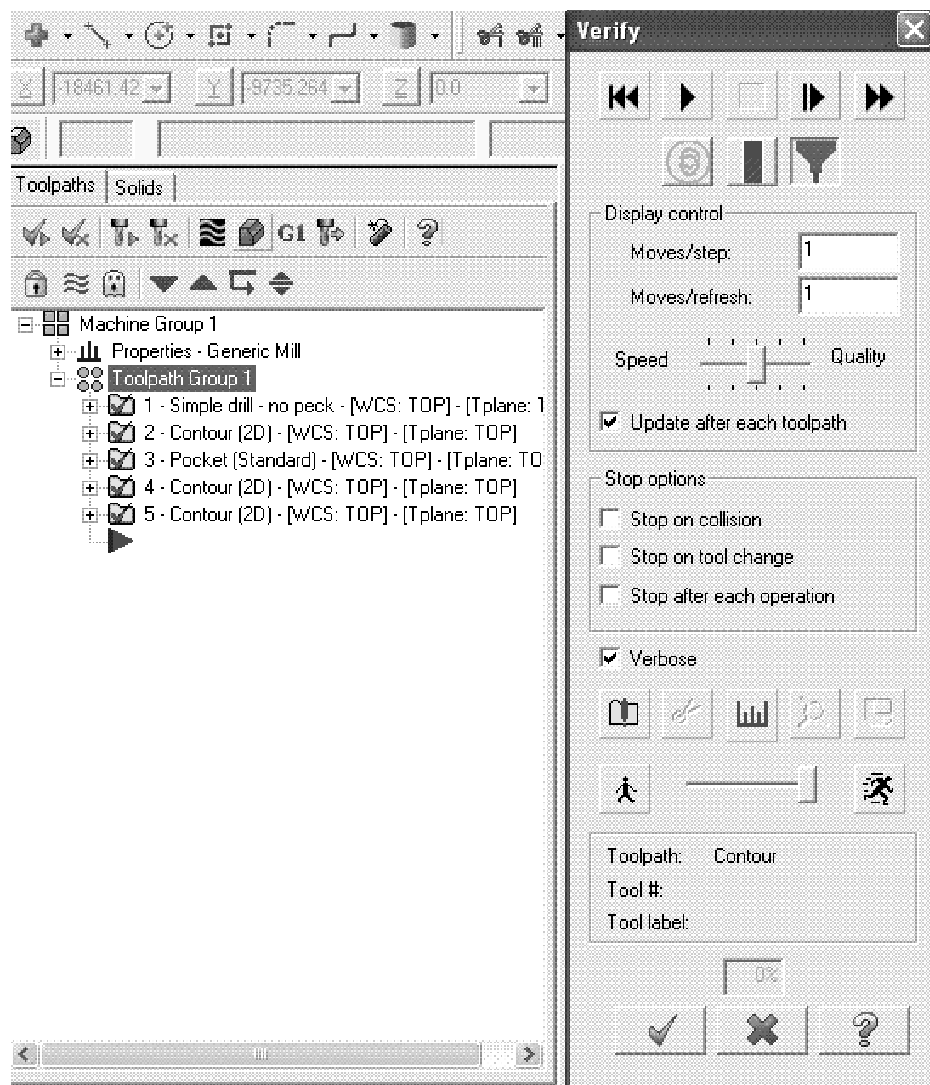 Verify
X -18461.42 Y -9735.264 Z 0.0
Toolpaths Solids
G1
Machine Group 1
Properties - Generic Mill
Toolpath Group 1
1 - Simple drill - no peck - [WCS: TOP] - [Tplane: T
2 - Contour (2D) - [WCS: TOP] - [Tplane: TOP]
3 - Pocket (Standard) - [WCS: TOP] - [Tplane: TO
4 - Contour (2D) - [WCS: TOP] - [Tplane: TOP]
5 - Contour (2D) - [WCS: TOP] - [Tplane: TOP]
Display control
Moves/step: 1
Moves/refresh: 1
Speed Quality
Update after each toolpath
Stop options
Stop on collision
Stop on tool change
Stop after each operation
Verbose
Toolpath: Contour
Tool #:
Tool label:
0%